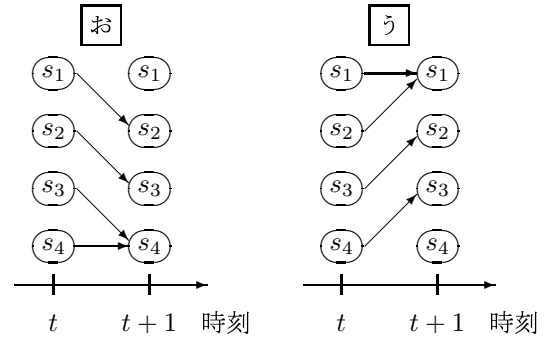 お う
s₁ s₁ s₁ s₁
s₂ s₂ s₂ s₂
s₃ s₃ s₃ s₃
s₄ s₄ s₄ s₄
t t + 1 時刻 t t + 1 時刻